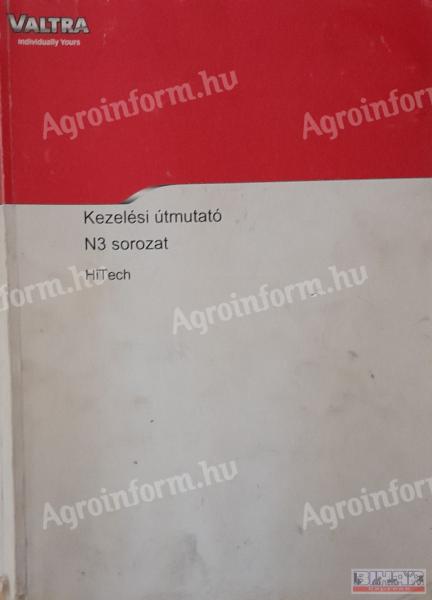 VALTRA
Individually Yours
Agroinform.hu
Agroinform.hu
Kezelési útmutató
N3 sorozat
HiTech
Agroinform.hu
Agroinform.hu
Agroinform.hu
Agroinform.hu